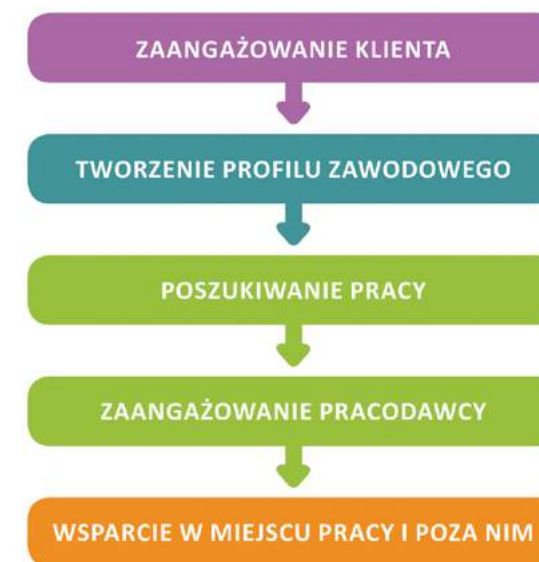 ZAANGAŻOWANIE KLIENTA
TWORZENIE PROFILU ZAWODOWEGO
POSZUKIWANIE PRACY
ZAANGAŻOWANIE PRACODAWCY
WSPARCIE W MIEJSCU PRACY I POZA NIM